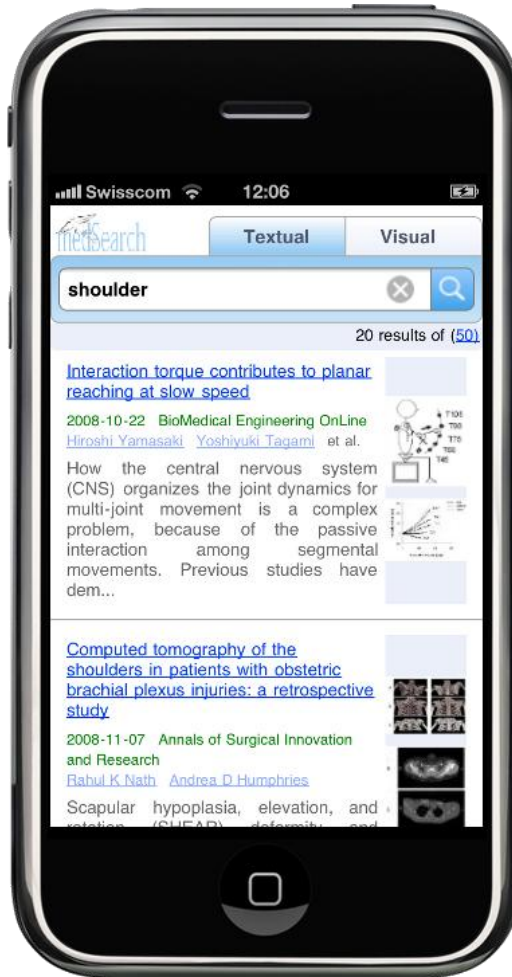 Swisscom 12:06
medSearch
Textual Visual
shoulder
20 results of (50)
Interaction torque contributes to planar
reaching at slow speed
2008-10-22 BioMedical Engineering OnLine
Hiroshi Yamasaki Yoshiyuki Tagami et al.
How the central nervous system
(CNS) organizes the joint dynamics for
multi-joint movement is a complex
problem, because of the passive
interaction among segmental
movements. Previous studies have
dem...
Computed tomography of the
shoulders in patients with obstetric
brachial plexus injuries: a retrospective
study
2008-11-07 Annals of Surgical Innovation
and Research
Rahul K Nath Andrea D Humphries
Scapular hypoplasia, elevation, and
rotation (SHEAR) deformity and